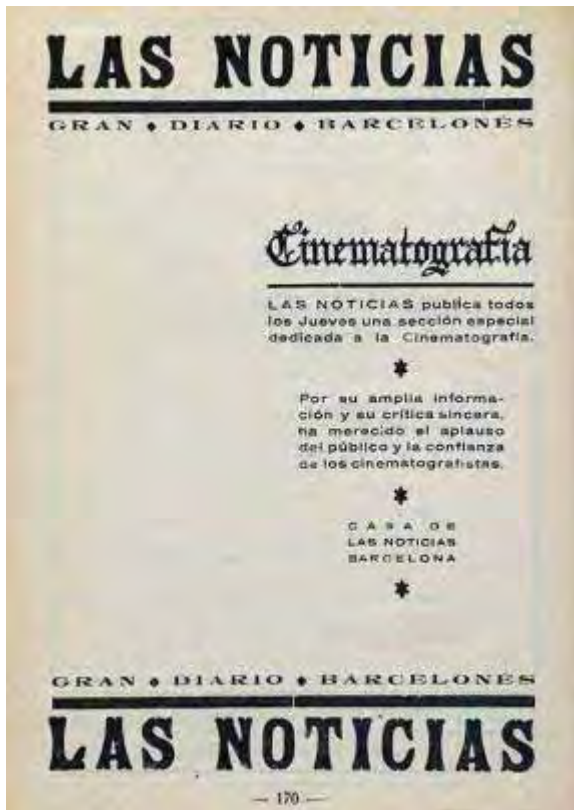 LAS NOTICIAS
GRAN ♦ DIARIO ♦ BARCELONÉS
Cinematografía
LAS NOTICIAS publica todos
los Jueves una sección especial
dedicada a la Cinematografía.
*
Por su amplia informa-
ción y su crítica sincera,
ha merecido el aplauso
del público y la confianza
de los cinematografistas.
*
CASA DE
LAS NOTICIAS
BARCELONA
*
GRAN ♦ DIARIO ♦ BARCELONÉS
LAS NOTICIAS
— 170 —